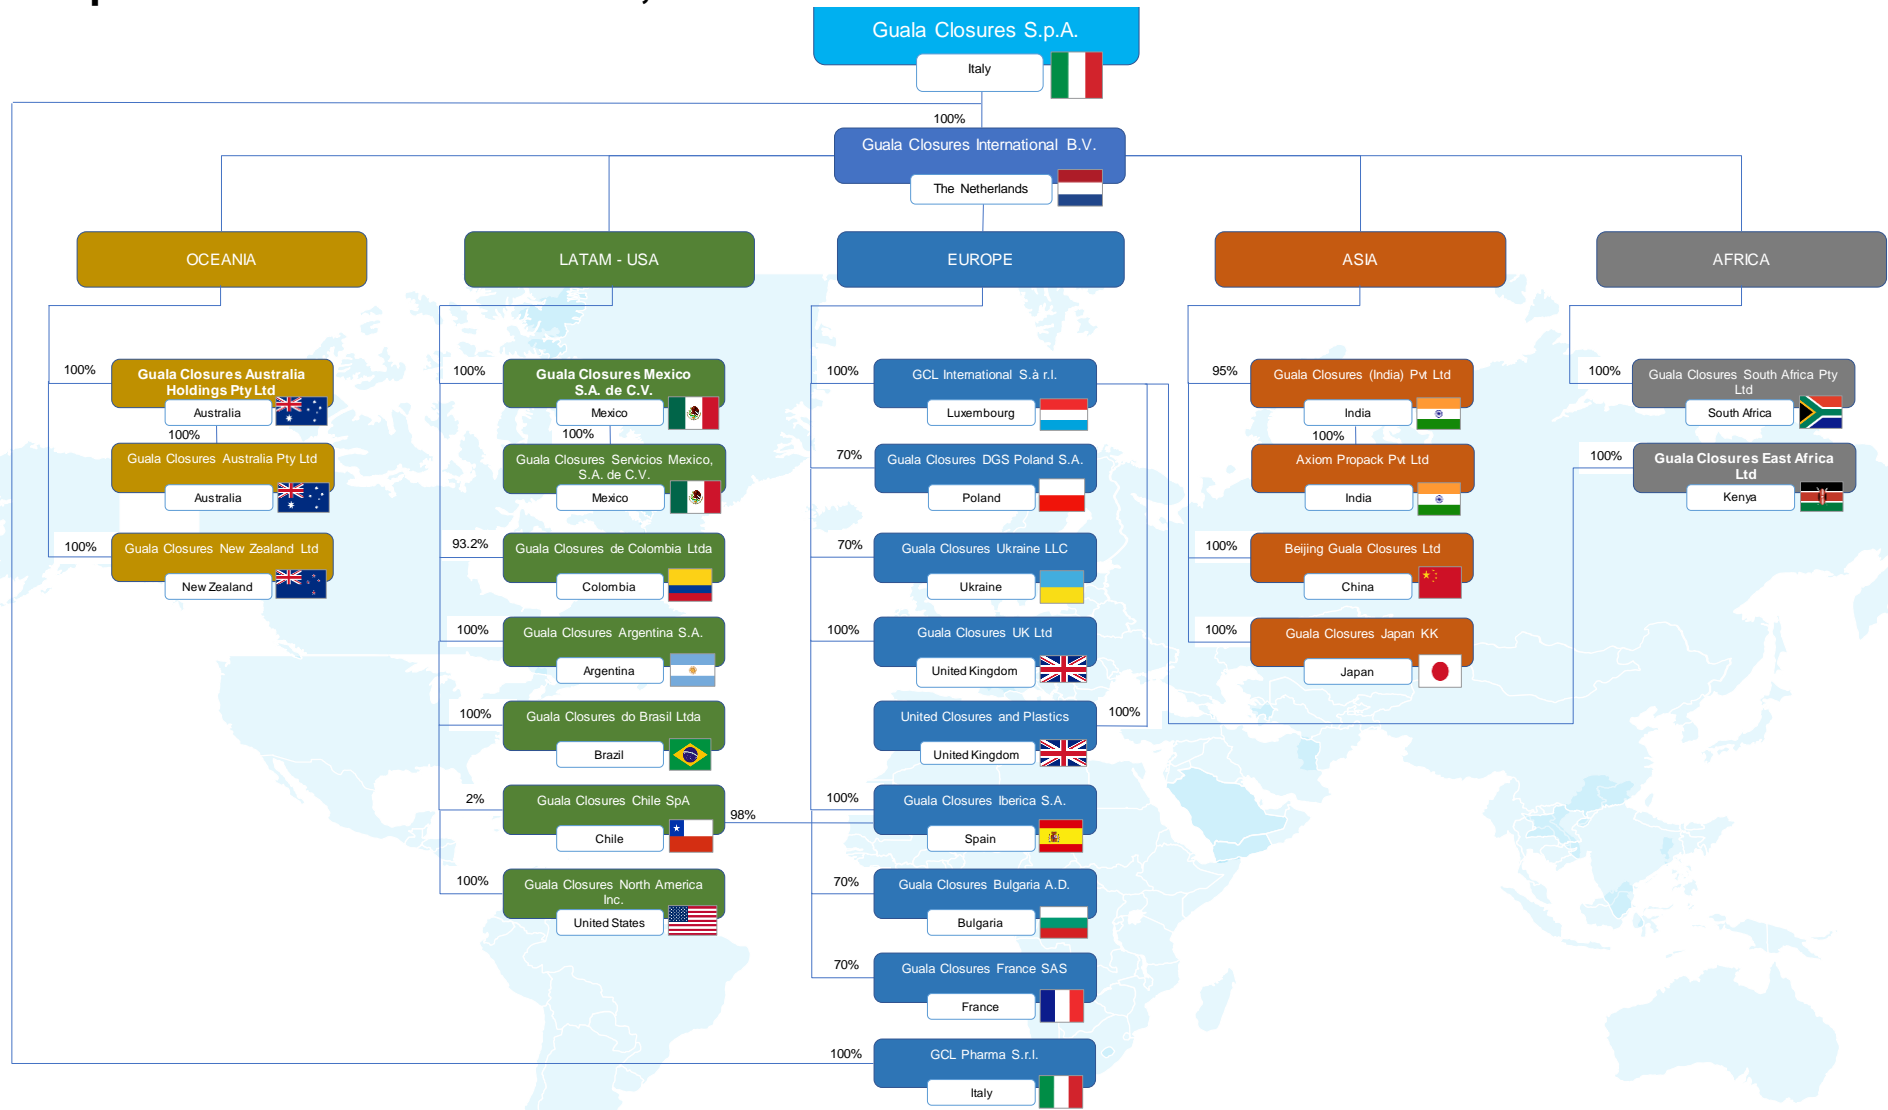 Guala Closures S.p.A.
Italy
100%
Guala Closures International B.V.
The Netherlands
OCEANIA
LATAM - USA
EUROPE
ASIA
AFRICA
100%
Guala Closures Australia
Holdings Pty Ltd
Australia
100%
Guala Closures Australia Pty Ltd
Australia
100%
Guala Closures New Zealand Ltd
New Zealand
100%
Guala Closures Mexico
S.A. de C.V.
Mexico
100%
Guala Closures Servicios Mexico,
S.A. de C.V.
Mexico
93.2%
Guala Closures de Colombia Ltda
Colombia
100%
Guala Closures Argentina S.A.
Argentina
100%
Guala Closures do Brasil Ltda
Brazil
2%
Guala Closures Chile SpA
98%
Chile
100%
Guala Closures North America
Inc.
United States
100%
GCL International S.à r.l.
Luxembourg
70%
Guala Closures DGS Poland S.A.
Poland
70%
Guala Closures Ukraine LLC
Ukraine
100%
Guala Closures UK Ltd
United Kingdom
United Closures and Plastics
100%
United Kingdom
100%
Guala Closures Iberica S.A.
Spain
70%
Guala Closures Bulgaria A.D.
Bulgaria
70%
Guala Closures France SAS
France
100%
GCL Pharma S.r.l.
Italy
95%
Guala Closures (India) Pvt Ltd
India
100%
Axiom Propack Pvt Ltd
India
100%
Beijing Guala Closures Ltd
China
100%
Guala Closures Japan KK
Japan
100%
Guala Closures South Africa Pty
Ltd
South Africa
100%
Guala Closures East Africa
Ltd
Kenya